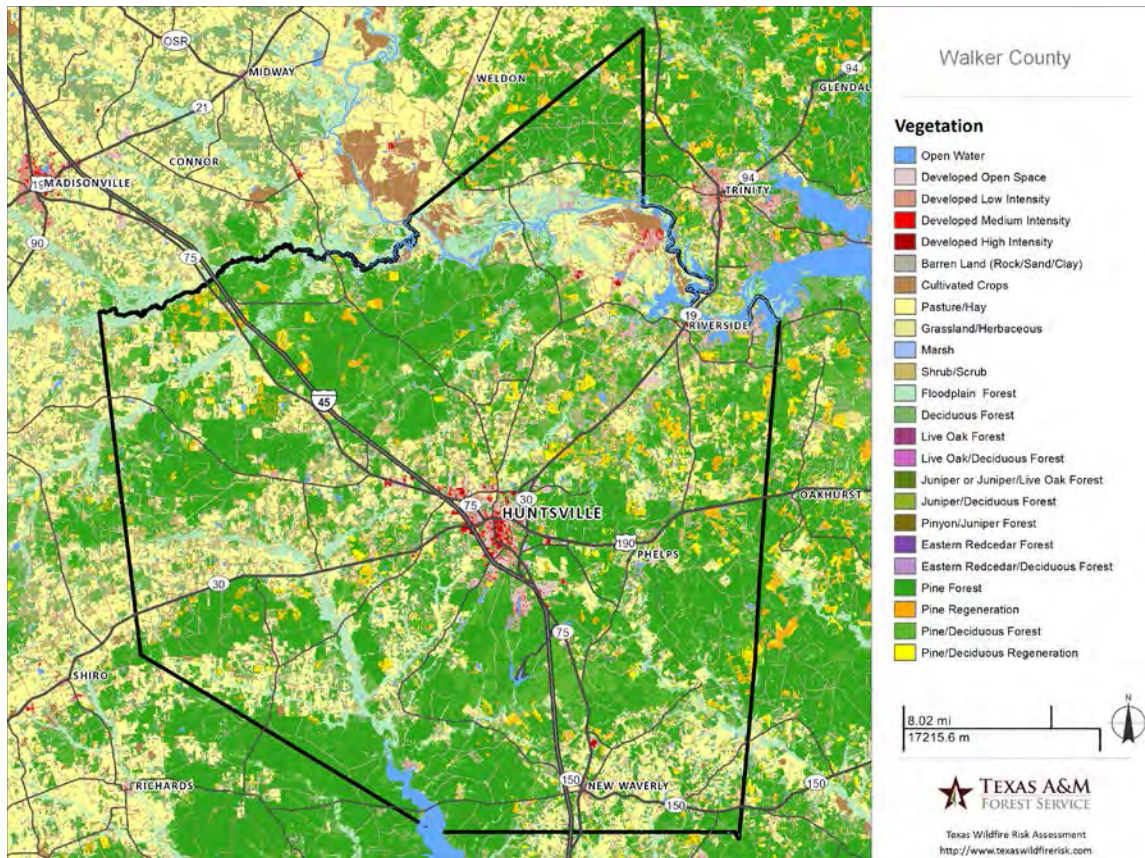 OSR
MIDWAY
WELDON
94
GLENDAL
21
CONNOR
19
MADISONVILLE
94
TRINITY
90
75
19
RIVERSIDE
45
75
30
HUNTSVILLE
OAKHURST
190
PHELPS
30
75
SHIRO
RICHARDS
150
NEW WAVERLY
150
150
Walker County
Vegetation
Open Water
Developed Open Space
Developed Low Intensity
Developed Medium Intensity
Developed High Intensity
Barren Land (Rock/Sand/Clay)
Cultivated Crops
Pasture/Hay
Grassland/Herbaceous
Marsh
Shrub/Scrub
Floodplain Forest
Deciduous Forest
Live Oak Forest
Live Oak/Deciduous Forest
Juniper or Juniper/Live Oak Forest
Juniper/Deciduous Forest
Pinyon/Juniper Forest
Eastern Redcedar Forest
Eastern Redcedar/Deciduous Forest
Pine Forest
Pine Regeneration
Pine/Deciduous Forest
Pine/Deciduous Regeneration
8.02 mi
17215.6 m
N
TEXAS A&M
FOREST SERVICE
Texas Wildfire Risk Assessment
http://www.texaswildfirerisk.com